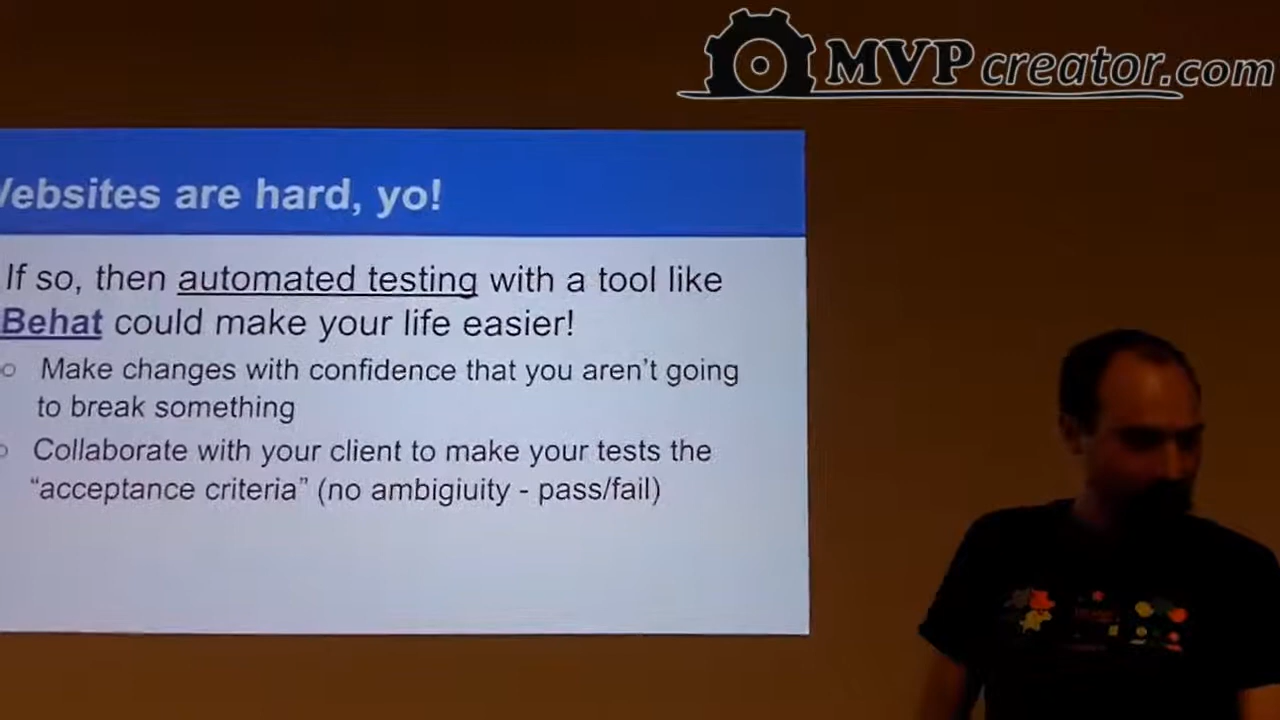 MVPcreator.com
Websites are hard, yo!
If so, then automated testing with a tool like
Behat could make your life easier!
Make changes with confidence that you aren't going
to break something
Collaborate with your client to make your tests the
“acceptance criteria” (no ambigiuity - pass/fail)